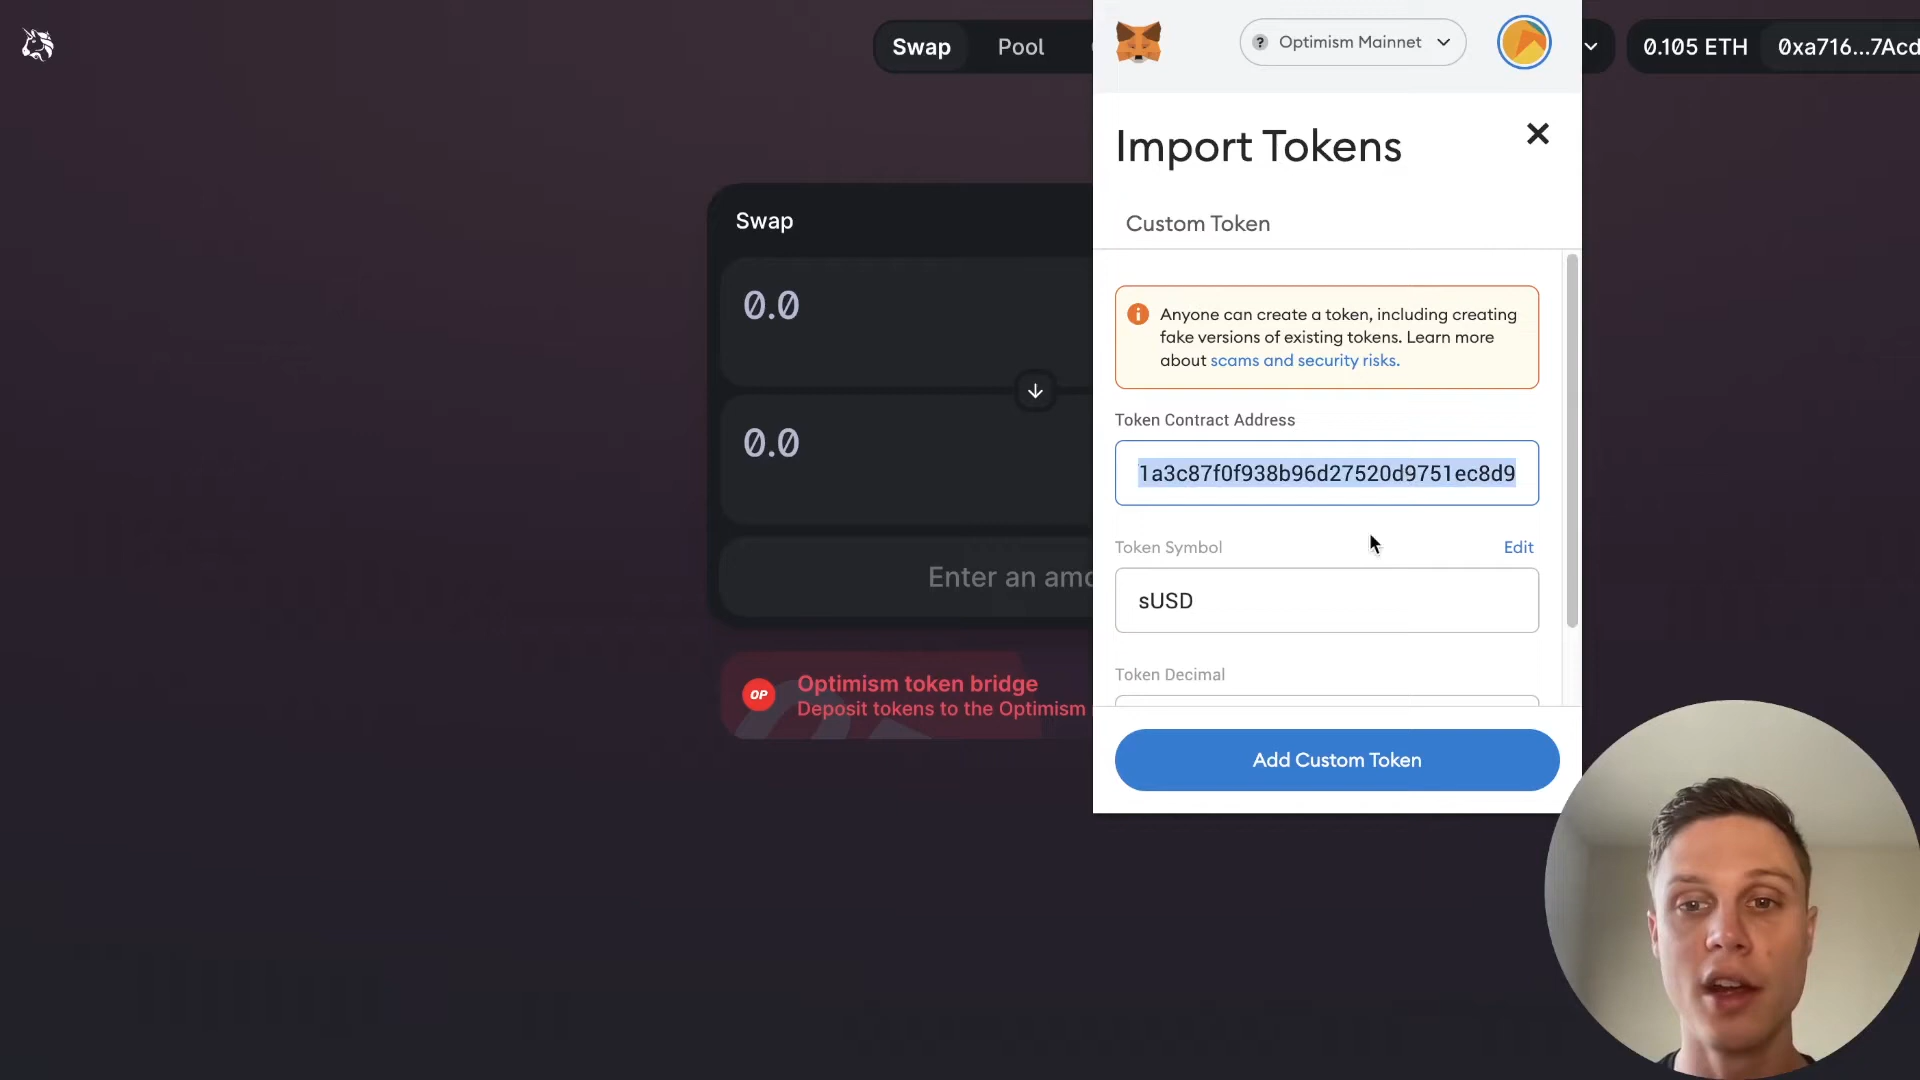 Swap
Pool
Optimism Mainnet
0.105 ETH
0xa716...7Acd
Import Tokens
Custom Token
Anyone can create a token, including creating
fake versions of existing tokens. Learn more
about scams and security risks.
Token Contract Address
1a3c87f0f938b96d27520d9751ec8d9
Token Symbol
Edit
sUSD
Token Decimal
Add Custom Token
Swap
0.0
0.0
Enter an amo
OP
Optimism token bridge
Deposit tokens to the Optimism